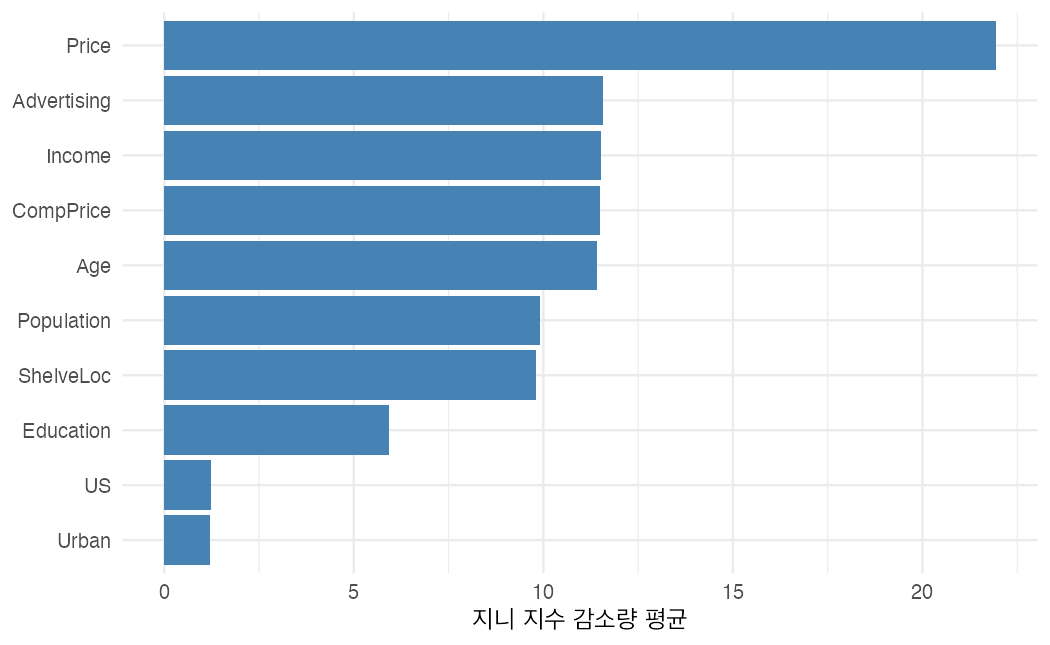 Price
Advertising
Income
CompPrice
Age
Population
ShelveLoc
Education
US
Urban
0 5 10 15 20
지니 지수 감소량 평균